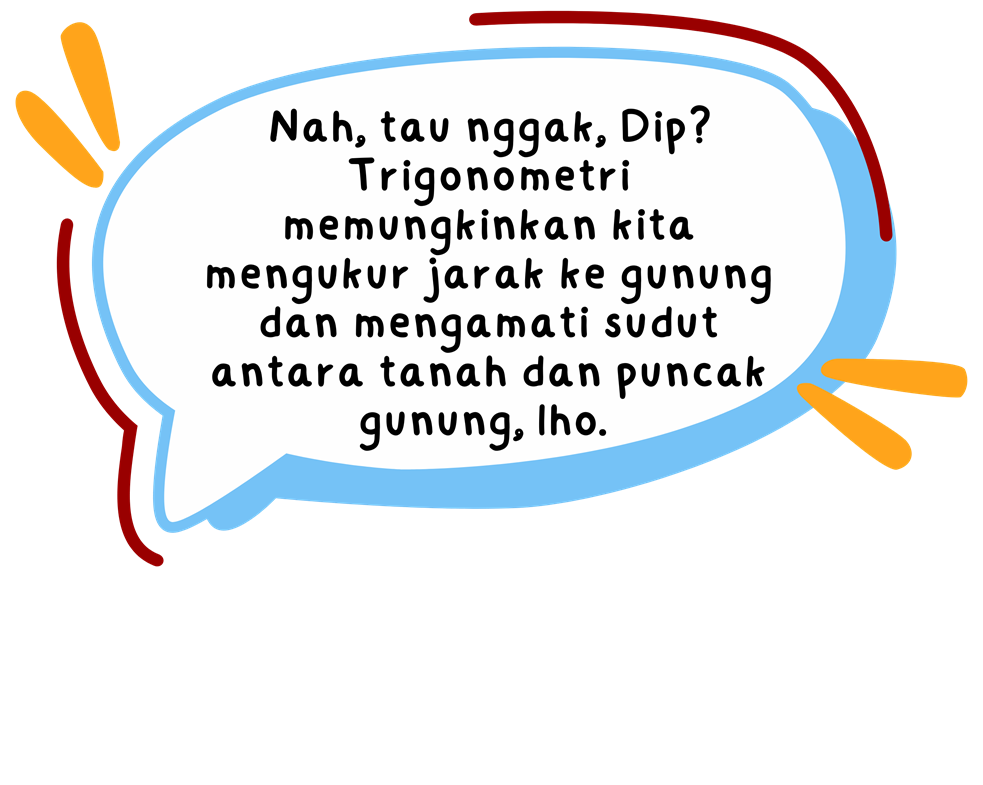 Nah, tau nggak, Dip?
Trigonometri
memungkinkan kita
mengukur jarak ke gunung
dan mengamati sudut
antara tanah dan puncak
gunung, lho.